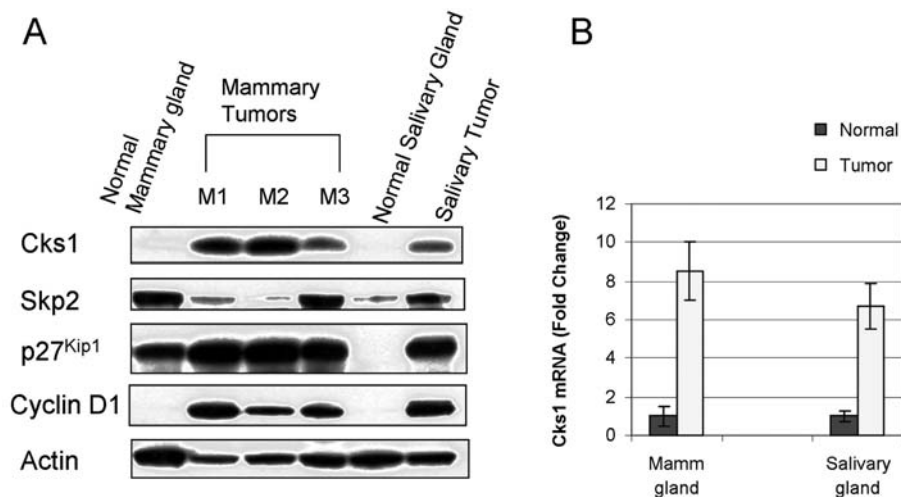 A
Normal
Mammary gland
Mammary
Tumors
M1 M2 M3
Normal Salivary Gland
Salivary Tumor
Cks1
Skp2
p27Kip1
Cyclin D1
Actin
B
Normal
Tumor
Cks1 mRNA (Fold Change)
12
10
8
6
4
2
0
Mamm
gland
Salivary
gland